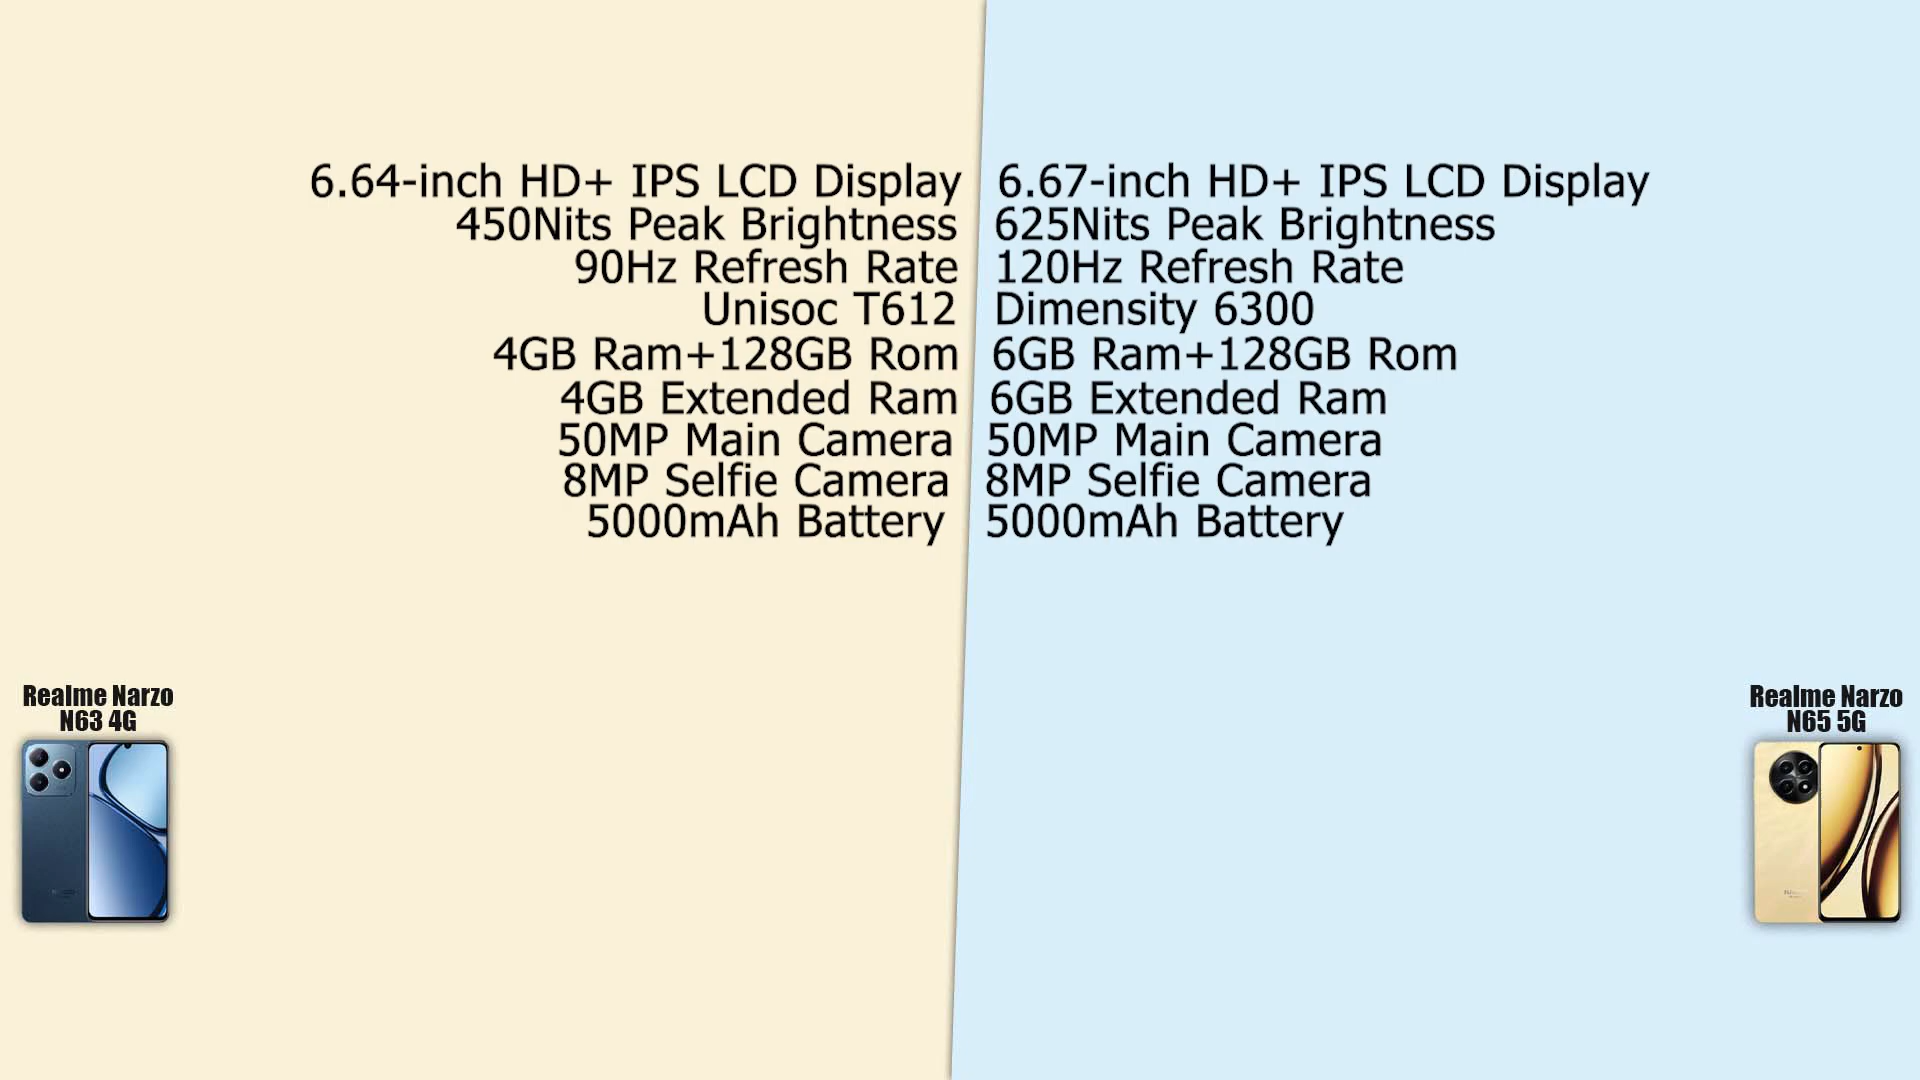 6.64-inch HD+ IPS LCD Display
450Nits Peak Brightness
90Hz Refresh Rate
Unisoc T612
4GB Ram+128GB Rom
4GB Extended Ram
50MP Main Camera
8MP Selfie Camera
5000mAh Battery
6.67-inch HD+ IPS LCD Display
625Nits Peak Brightness
120Hz Refresh Rate
Dimensity 6300
6GB Ram+128GB Rom
6GB Extended Ram
50MP Main Camera
8MP Selfie Camera
5000mAh Battery
Realme Narzo
N63 4G
Realme Narzo
N65 5G